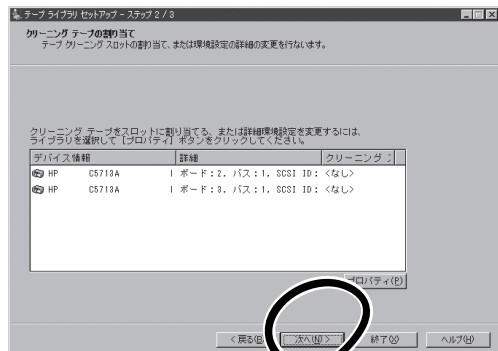 テープ ライブラリ セットアップ - ステップ 2 / 3
クリーニング テープの割り当て
テープ クリーニング スロットの割り当て、または環境設定の詳細の変更を行ないます。
クリーニング テープをスロットに割り当てる、または詳細環境設定を変更するには、
ライブラリを選択して [プロパティ] ボタンをクリックしてください。
デバイス情報 詳細 クリーニング
HP C5713A ボード：2, バス：1, SCSI ID： <なし>
HP C5713A ボード：3, バス：1, SCSI ID： <なし>
プロパティ(P)
< 戻る(B) 次へ(N) > 終了(X) ヘルプ(H)